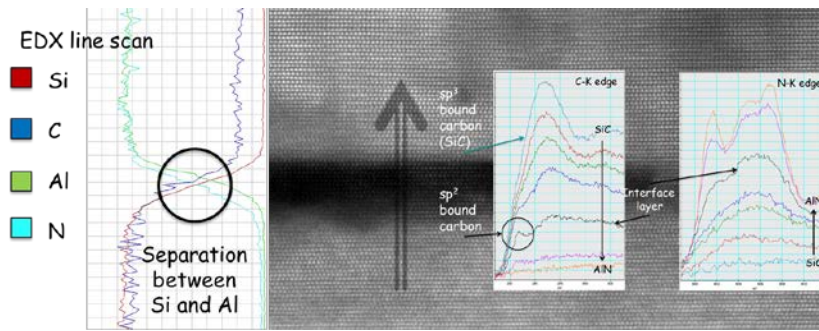 EDX line scan
Si
C
Al
N
Separation
between
Si and Al
sp³
bound
carbon
(SiC)
sp²
bound
carbon
C-K edge
SiC
AlN
Interface
layer
N-K edge
AlN
SiC